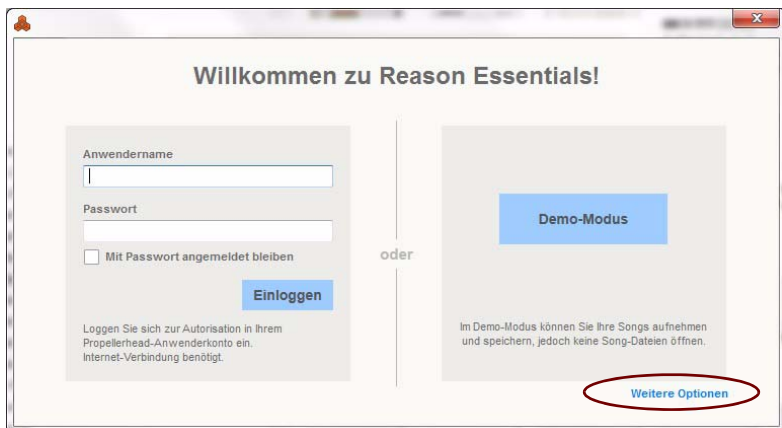 Willkommen zu Reason Essentials!
Anwendername
Passwort
Mit Passwort angemeldet bleiben
Einloggen
Loggen Sie sich zur Autorisation in Ihrem
Propellerhead-Anwenderkonto ein.
Internet-Verbindung benötigt.
oder
Demo-Modus
Im Demo-Modus können Sie Ihre Songs aufnehmen
und speichern, jedoch keine Song-Dateien öffnen.
Weitere Optionen